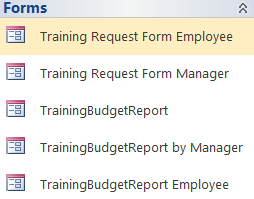 Forms
Training Request Form Employee
Training Request Form Manager
TrainingBudgetReport
TrainingBudgetReport by Manager
TrainingBudgetReport Employee